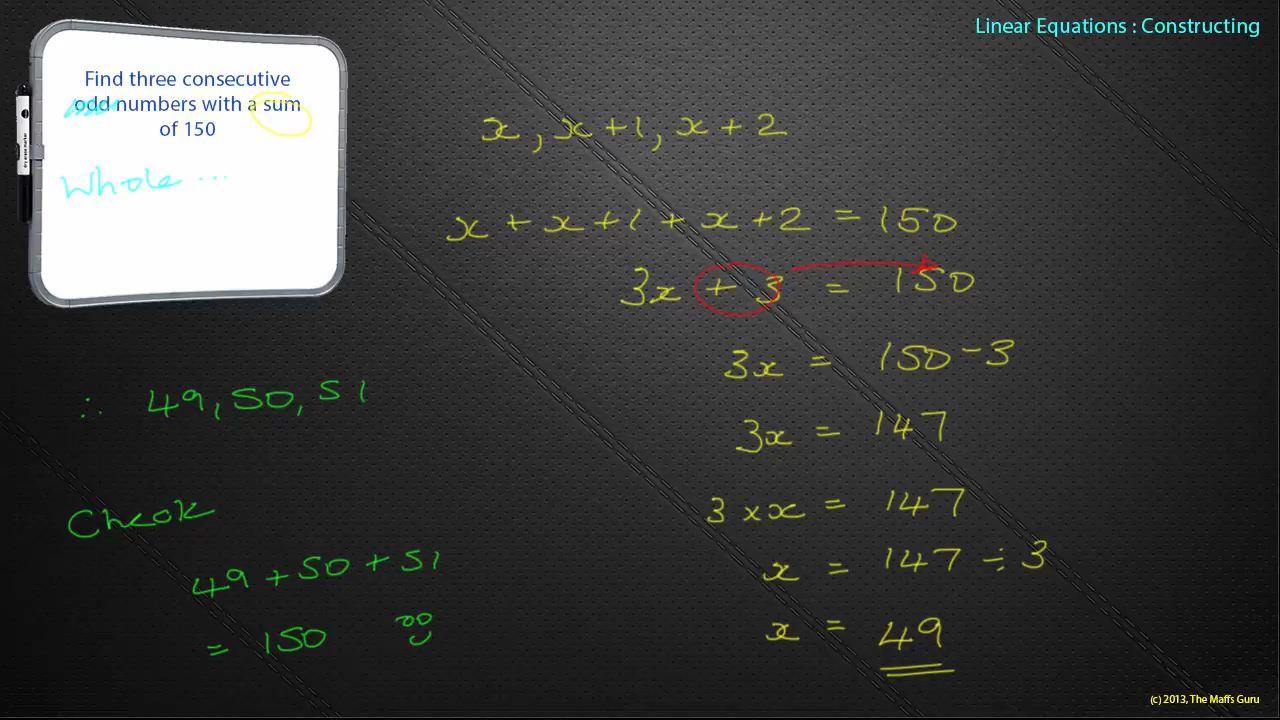 Linear Equations : Constructing
Find three consecutive
odd numbers with a sum
of 150
Whole ...
x, x+1, x+2
x + x+1 + x+2 = 150
3x + 3 = 150
3x = 150-3
3x = 147
3 × x = 147
x = 147 ÷ 3
x = 49
∴ 49, 50, 51
Check
49 + 50 + 51
= 150
(c) 2013, The Maffs Guru